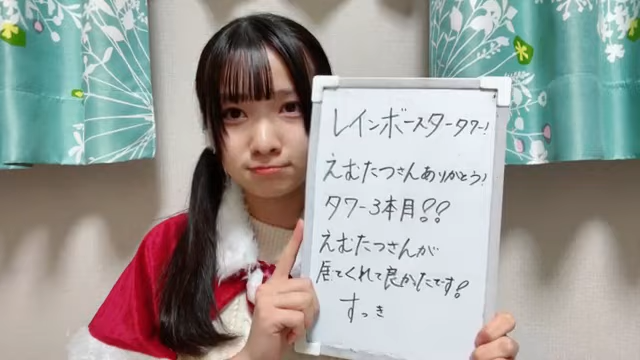 レインボースタータワー!
えむたつさんありがとう!
タワー3本目!?
えむたつさんが
居てくれて良かったです!
すっき